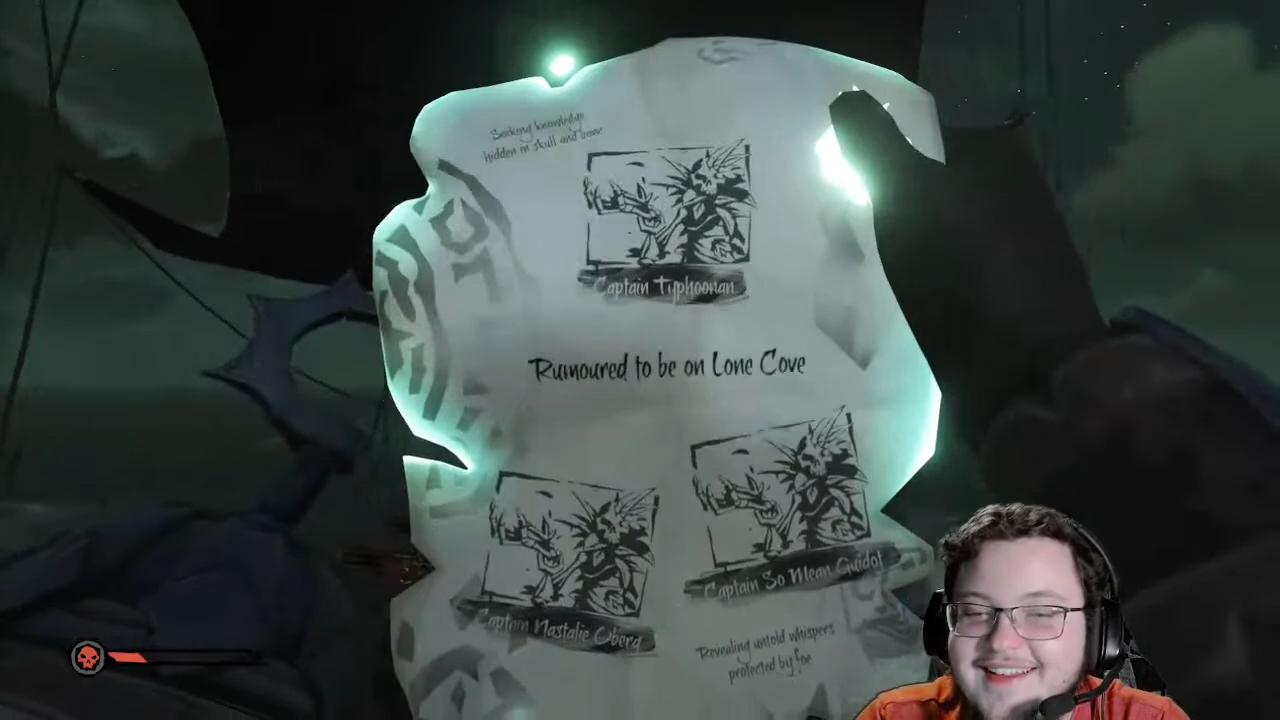 Seeking knowledge
hidden in skull and bone
Captain Typhoonan
Rumoured to be on Lone Cove
Captain So Mean Guidot
Captain Nastalie Oberg
Revealing untold whispers
protected by foe